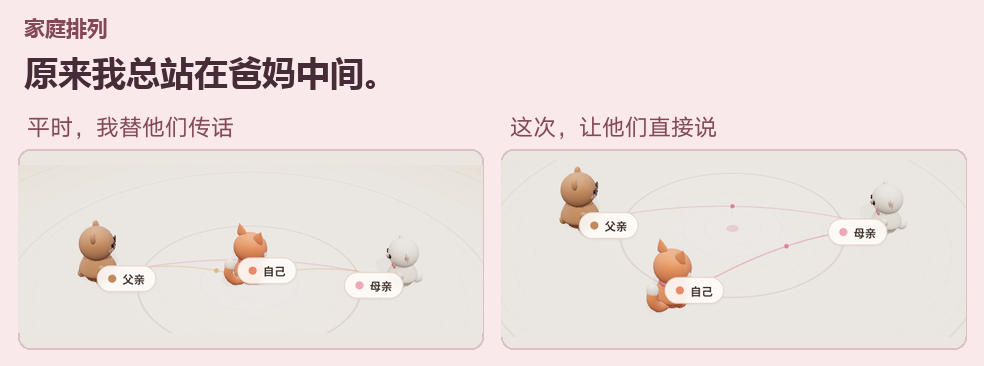 家庭排列
原来我总站在爸妈中间。
平时，我替他们传话
父亲
自己
母亲
这次，让他们直接说
父亲
母亲
自己